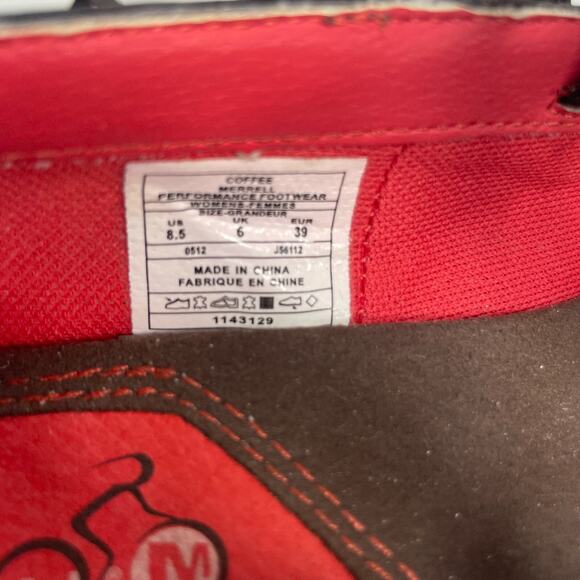 COFFEE
MERRELL
PERFORMANCE FOOTWEAR
WOMENS-FEMMES
SIZE-GRANDEUR
US UK EUR
8.5 6 39
0512 J56112
MADE IN CHINA
FABRIQUE EN CHINE
1143129
M